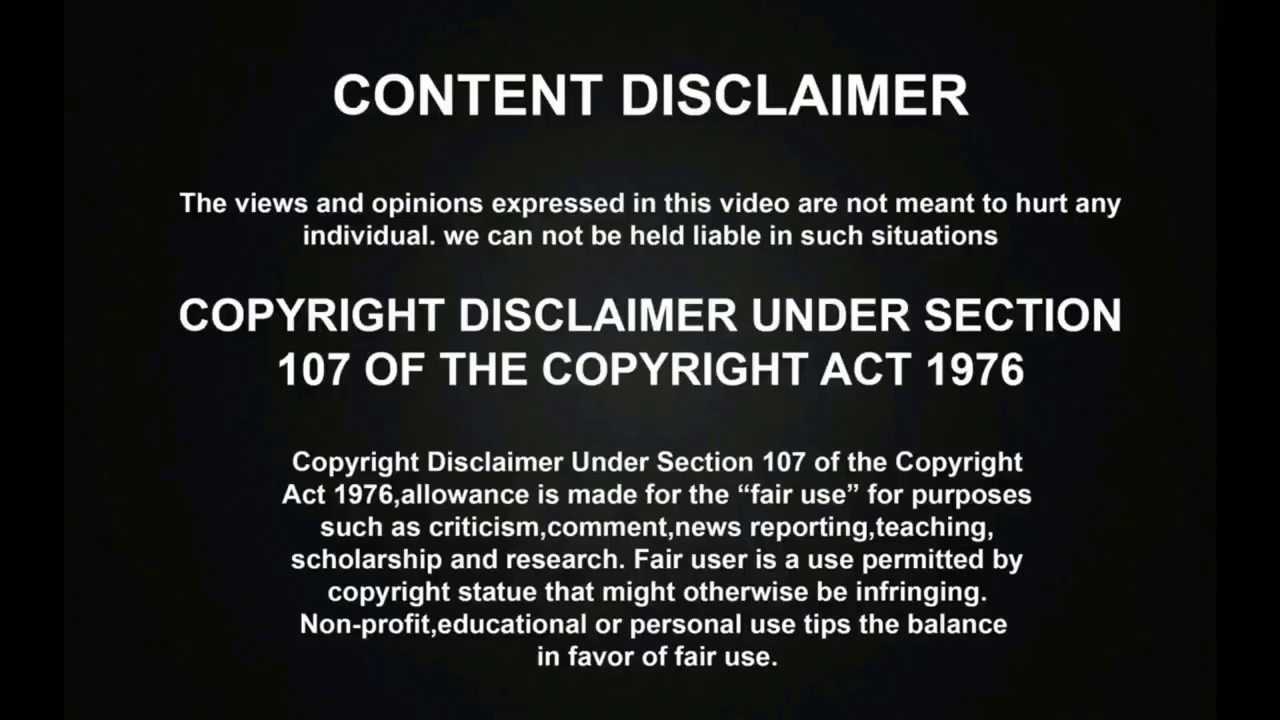 CONTENT DISCLAIMER
The views and opinions expressed in this video are not meant to hurt any
individual. we can not be held liable in such situations
COPYRIGHT DISCLAIMER UNDER SECTION
107 OF THE COPYRIGHT ACT 1976
Copyright Disclaimer Under Section 107 of the Copyright
Act 1976,allowance is made for the “fair use” for purposes
such as criticism,comment,news reporting,teaching,
scholarship and research. Fair user is a use permitted by
copyright statue that might otherwise be infringing.
Non-profit,educational or personal use tips the balance
in favor of fair use.